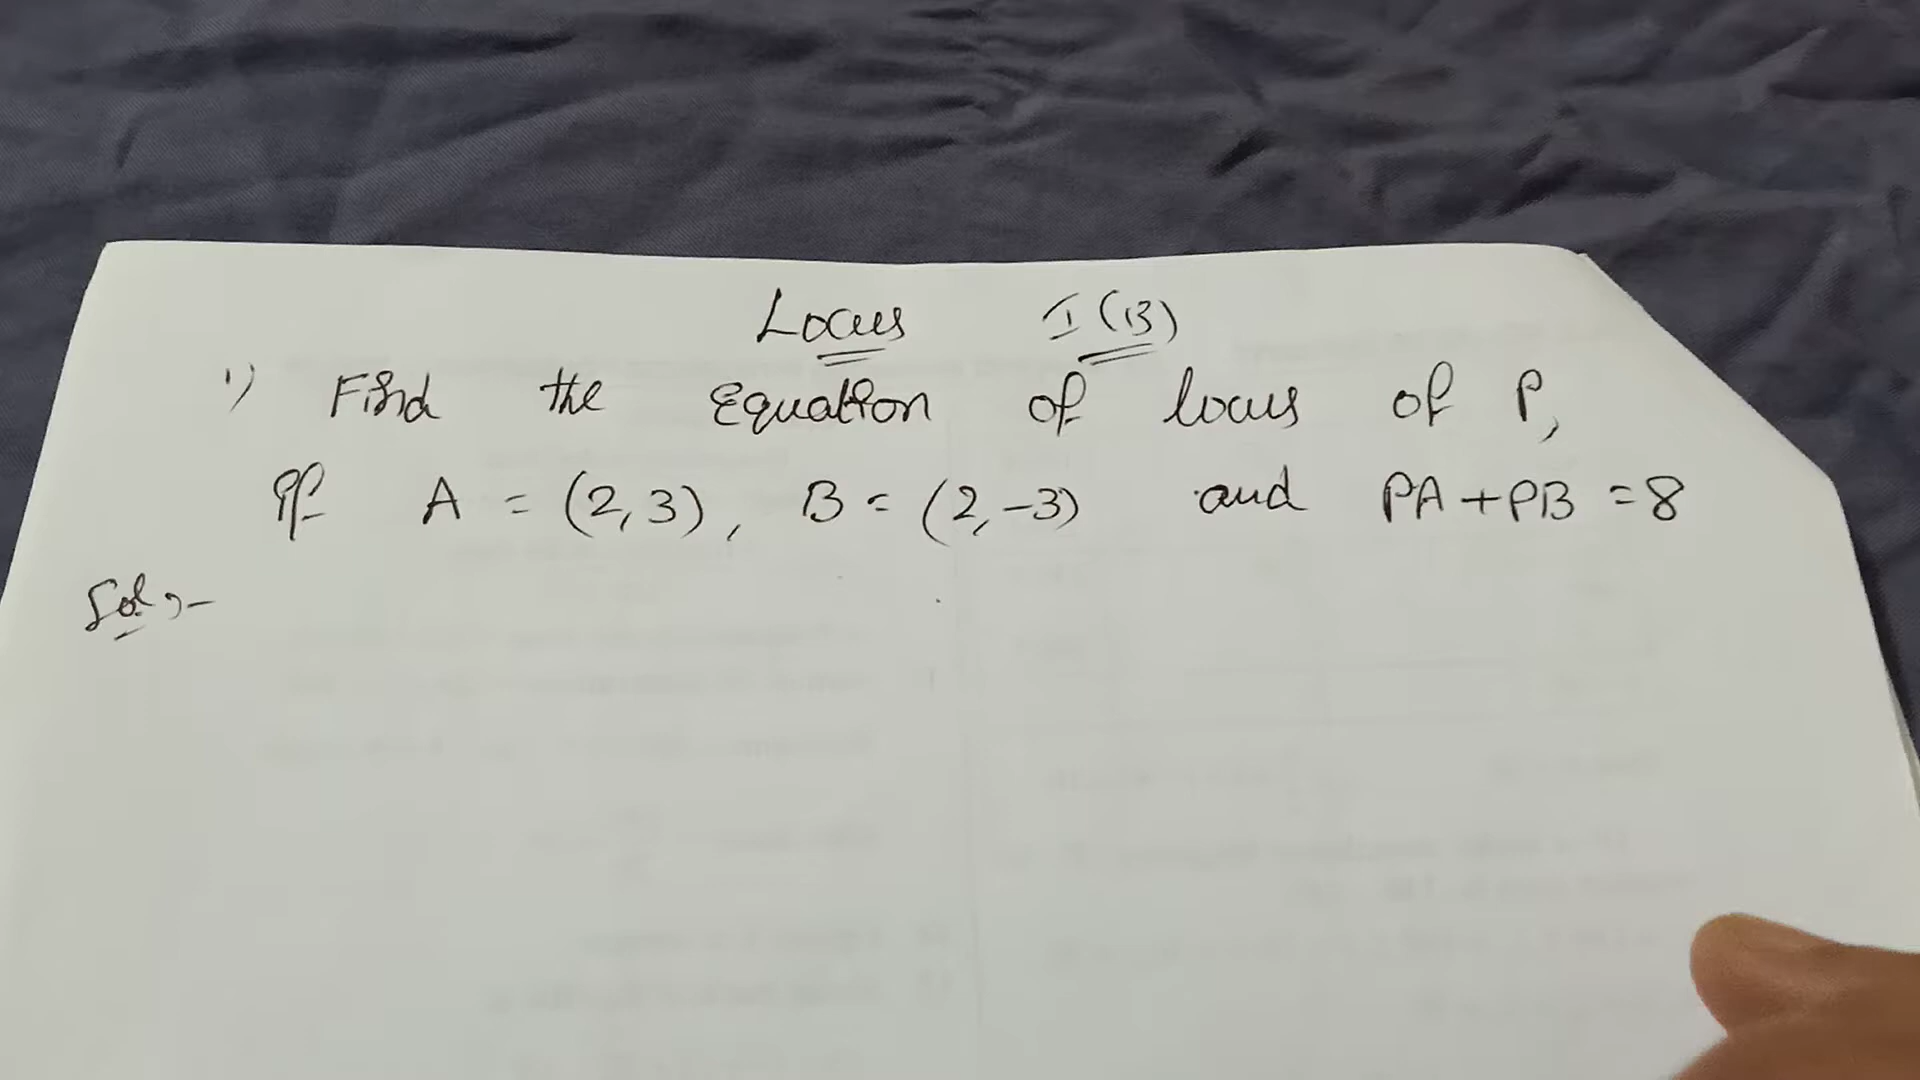 Locus I(B)
1) Find the Equation of locus of P,
if A = (2,3), B = (2,-3) and PA+PB = 8
Sol :-